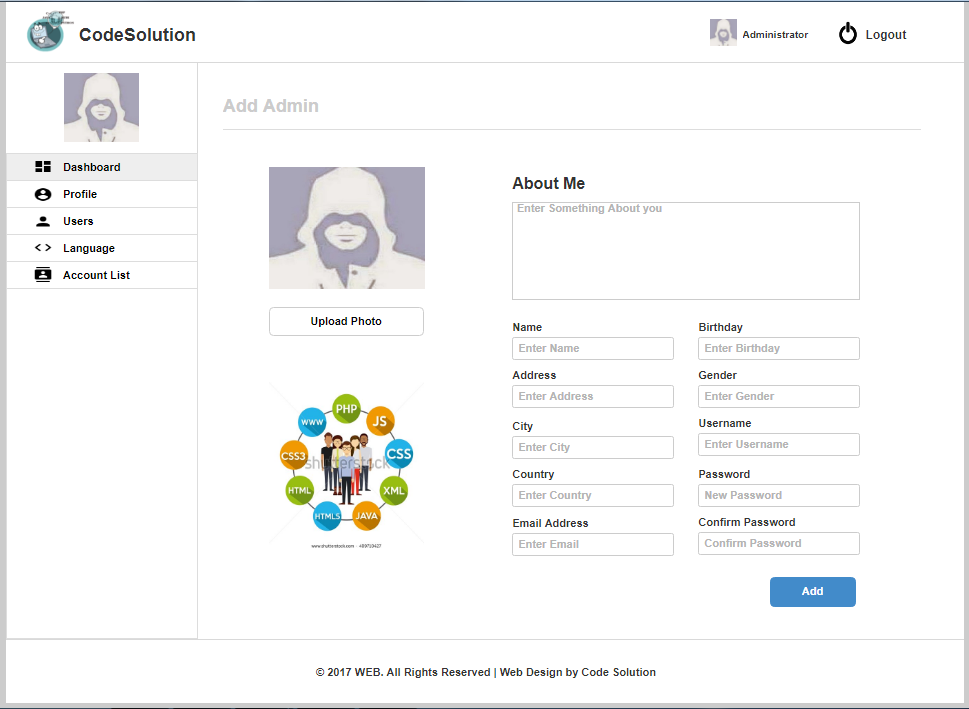 CodeSolution
Administrator
Logout
Dashboard
Profile
Users
Language
Account List
Add Admin
Upload Photo
PHP
WWW
JS
CSS3
CSS
shutterstock
HTML
XML
HTML5
JAVA
www.shutterstock.com
About Me
Enter Something About you
Name
Birthday
Enter Name
Enter Birthday
Address
Gender
Enter Address
Enter Gender
City
Username
Enter City
Enter Username
Country
Password
Enter Country
New Password
Email Address
Confirm Password
Enter Email
Confirm Password
Add
© 2017 WEB. All Rights Reserved | Web Design by Code Solution